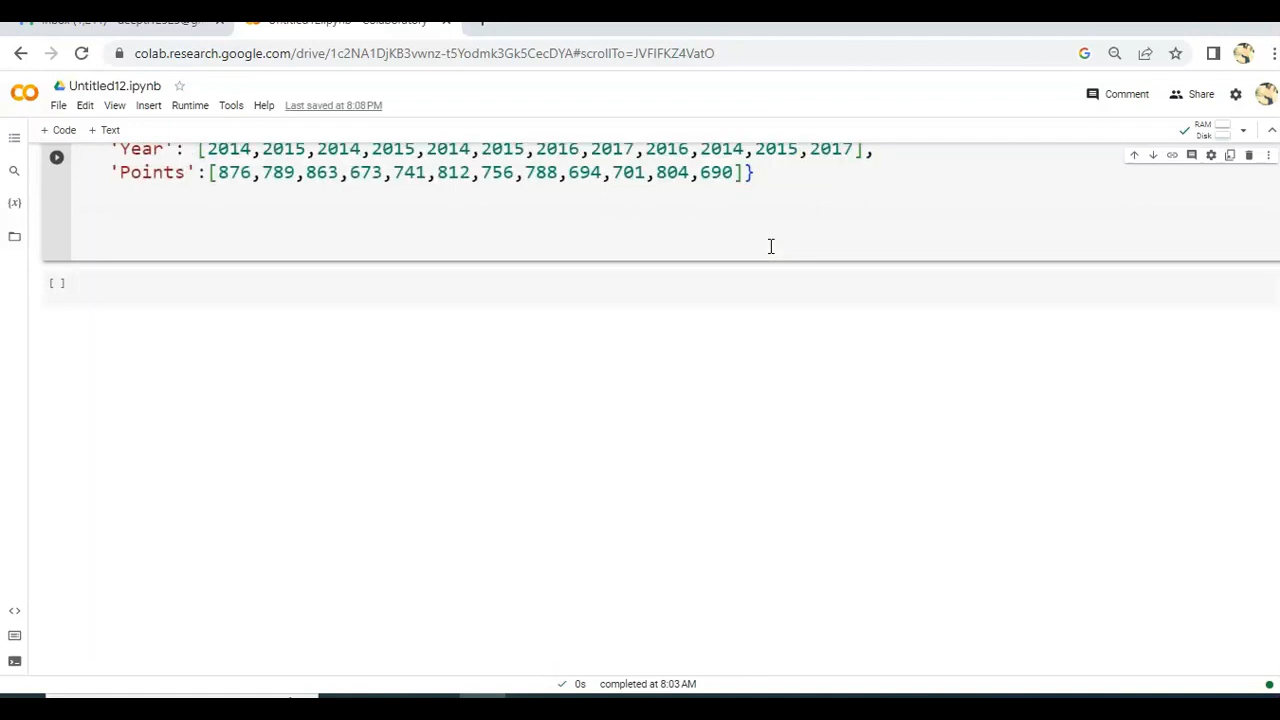 colab.research.google.com/drive/1c2NA1DjKB3vwnz-t5Yodmk3Gk5CecDYA#scrollTo=JVFIFKZ4VatO
Untitled12.ipynb
Comment
Share
File Edit View Insert Runtime Tools Help Last saved at 8:08 PM
+ Code + Text
RAM
Disk
'Year': [2014,2015,2014,2015,2014,2015,2016,2017,2016,2014,2015,2017],
'Points':[876,789,863,673,741,812,756,788,694,701,804,690]}
{x}
[ ]
<>
0s completed at 8:03 AM